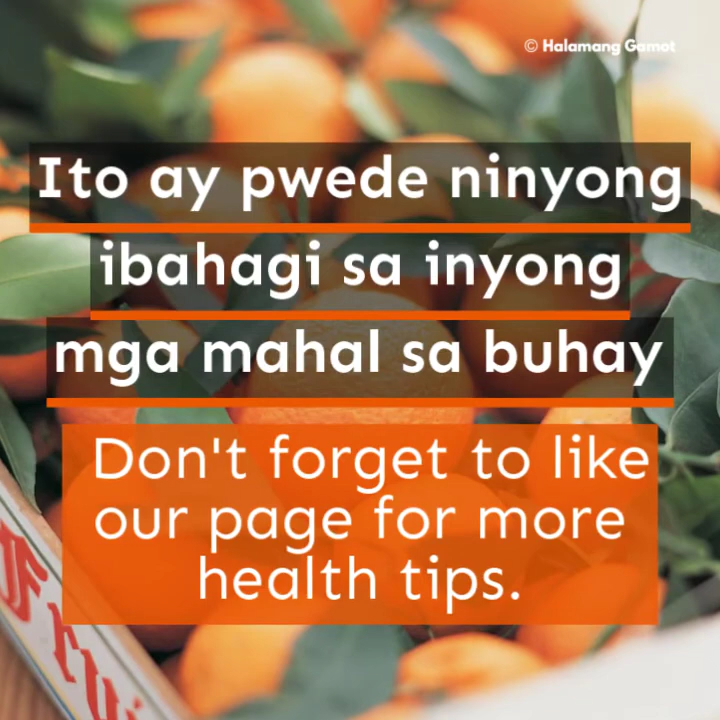 © Halamang Gamot
Ito ay pwede ninyong
ibahagi sa inyong
mga mahal sa buhay
Don't forget to like
our page for more
health tips.
Frui